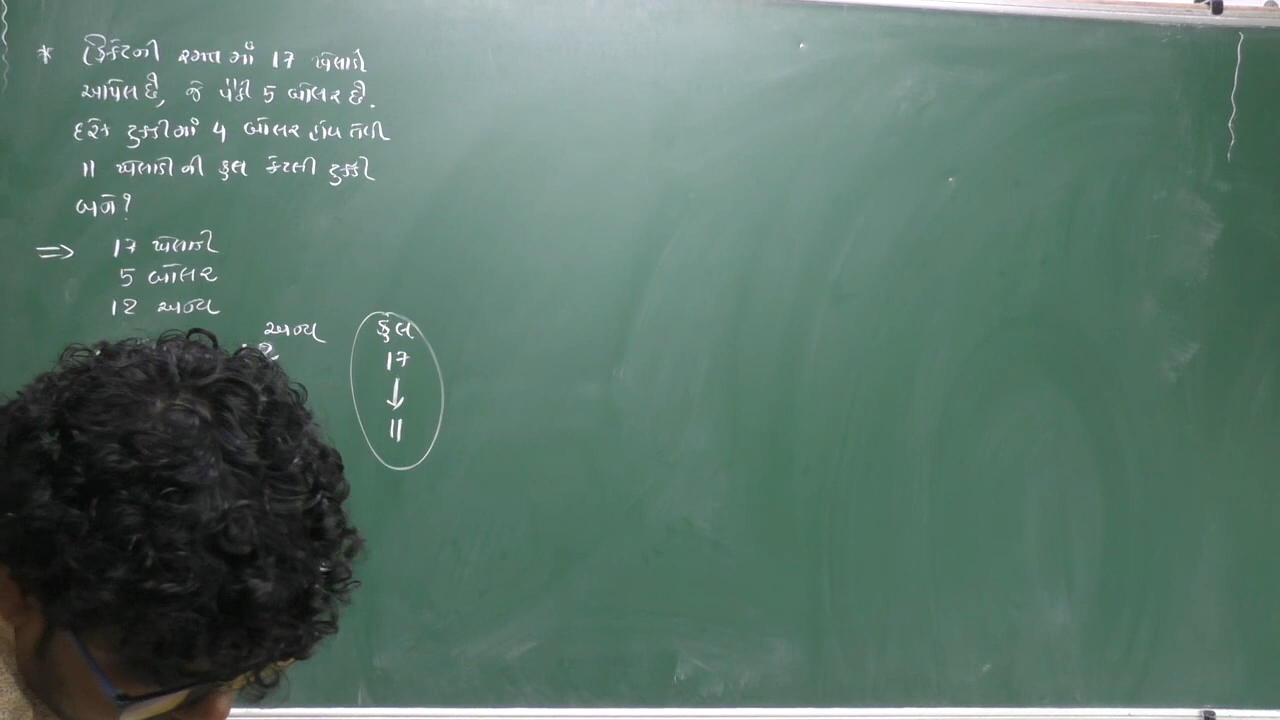 * ક્રિકેટની રમત માં 17 ખેલાડી
આપેલ છે, જે પૈકી 5 બોલર છે.
દરેક ટુકડીમાં 4 બોલર હોય તેવી
11 ખેલાડી ની કુલ કેટલી ટુકડી
બને?
⇒ 17 ખેલાડી
5 બોલર
12 અન્ય
અન્ય કુલ
17
↓
11